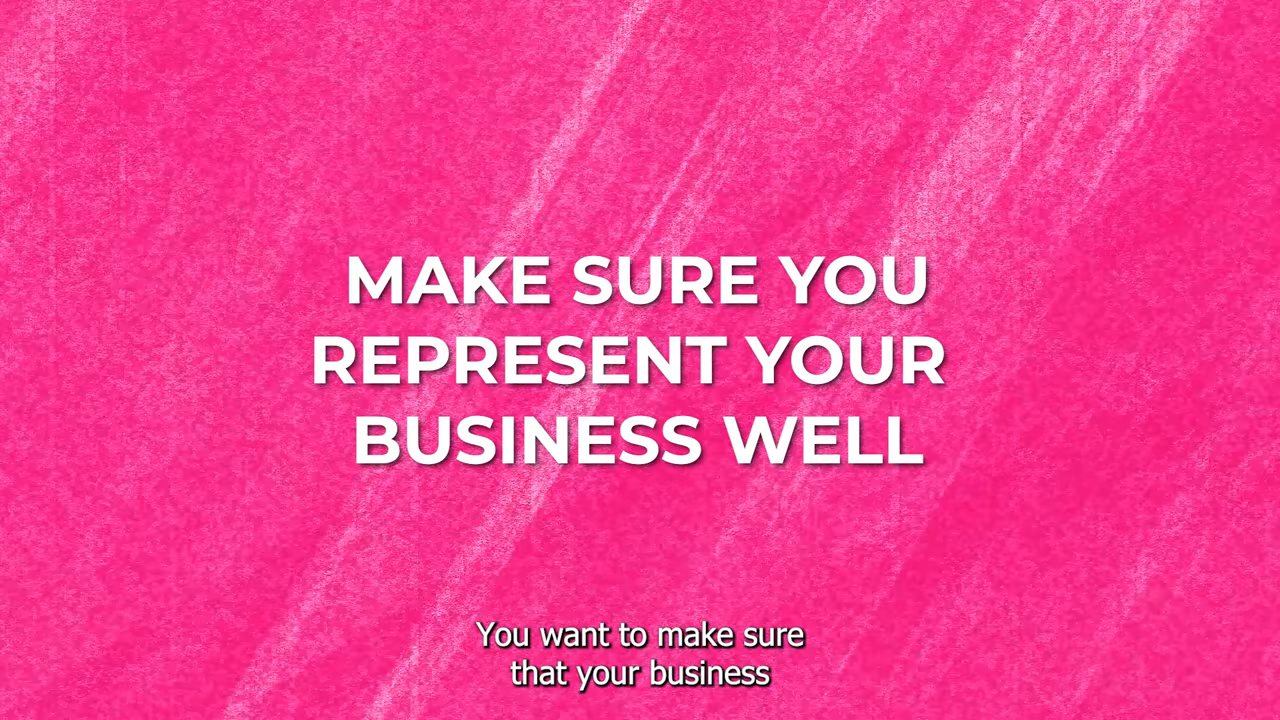 MAKE SURE YOU
REPRESENT YOUR
BUSINESS WELL
You want to make sure
that your business